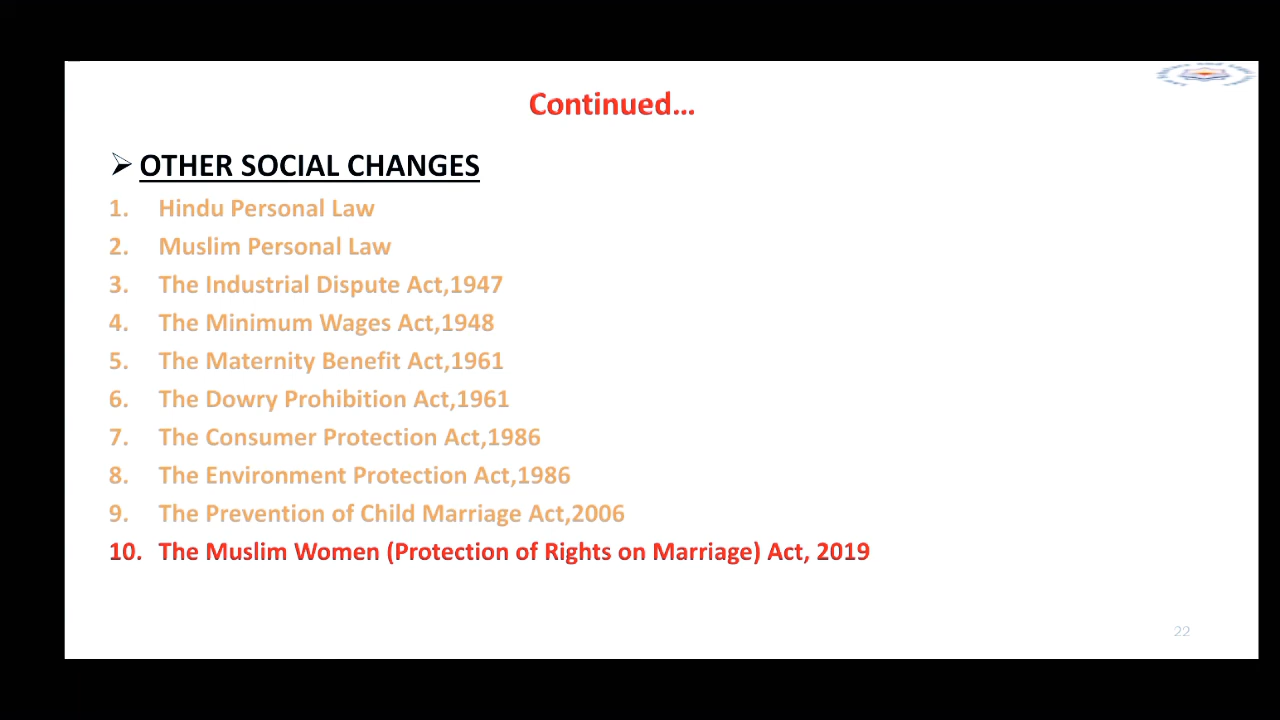 Continued...
➢ OTHER SOCIAL CHANGES
1. Hindu Personal Law
2. Muslim Personal Law
3. The Industrial Dispute Act,1947
4. The Minimum Wages Act,1948
5. The Maternity Benefit Act,1961
6. The Dowry Prohibition Act,1961
7. The Consumer Protection Act,1986
8. The Environment Protection Act,1986
9. The Prevention of Child Marriage Act,2006
10. The Muslim Women (Protection of Rights on Marriage) Act, 2019
22